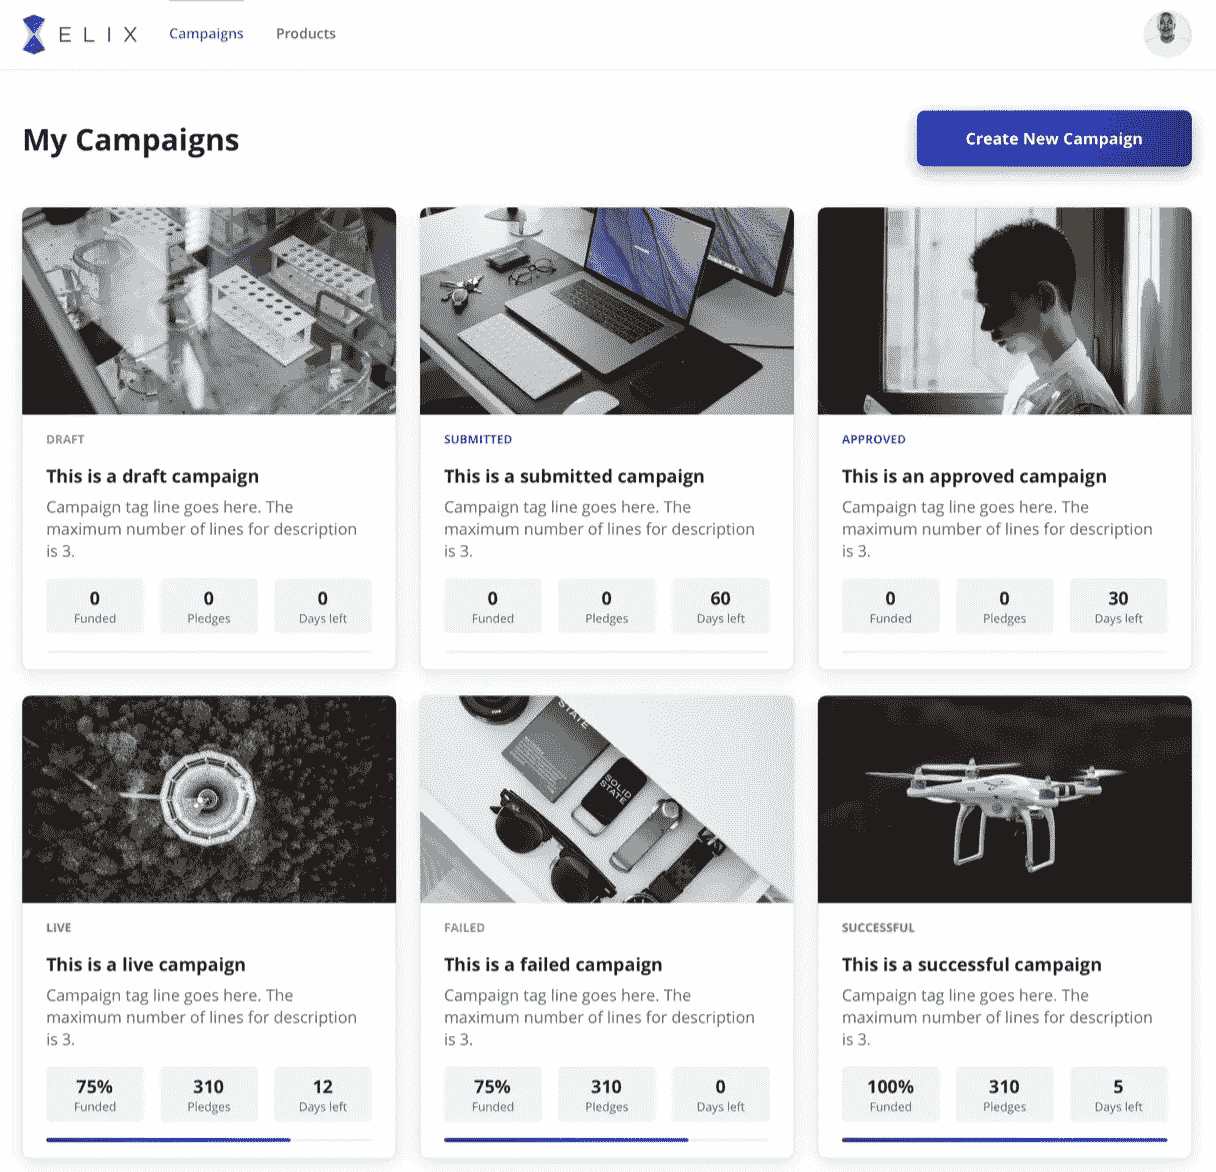 ELIX Campaigns Products
My Campaigns
Create New Campaign
DRAFT
This is a draft campaign
Campaign tag line goes here. The
maximum number of lines for description
is 3.
0 0 0
Funded Pledges Days left
SUBMITTED
This is a submitted campaign
Campaign tag line goes here. The
maximum number of lines for description
is 3.
0 0 60
Funded Pledges Days left
APPROVED
This is an approved campaign
Campaign tag line goes here. The
maximum number of lines for description
is 3.
0 0 30
Funded Pledges Days left
STATE
SOLID
STATE
LIVE
This is a live campaign
Campaign tag line goes here. The
maximum number of lines for description
is 3.
75% 310 12
Funded Pledges Days left
FAILED
This is a failed campaign
Campaign tag line goes here. The
maximum number of lines for description
is 3.
75% 310 0
Funded Pledges Days left
SUCCESSFUL
This is a successful campaign
Campaign tag line goes here. The
maximum number of lines for description
is 3.
100% 310 5
Funded Pledges Days left